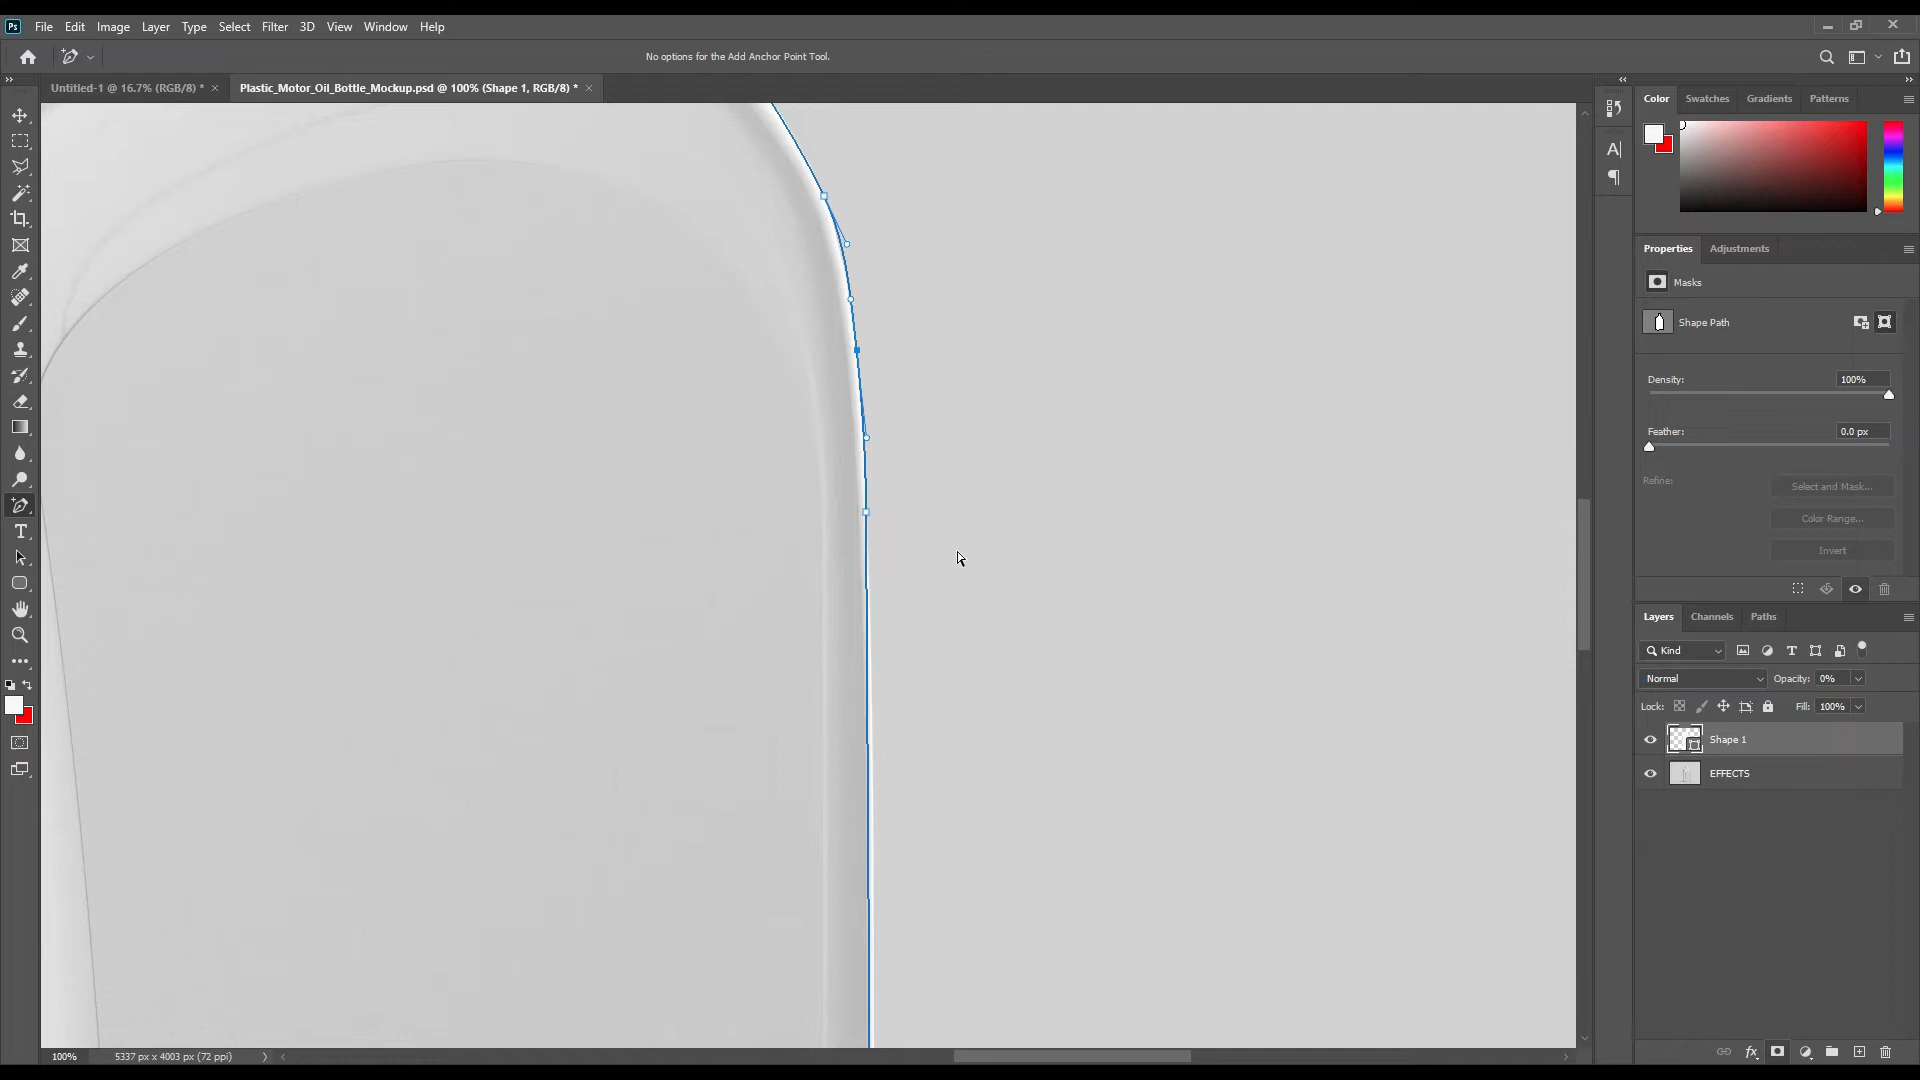 Ps File Edit Image Layer Type Select Filter 3D View Window Help
No options for the Add Anchor Point Tool.
Untitled-1 @ 16.7% (RGB/8) * × Plastic_Motor_Oil_Bottle_Mockup.psd @ 100% (Shape 1, RGB/8) * ×
Color Swatches Gradients Patterns
Properties Adjustments
Masks
Shape Path
Density: 100%
Feather: 0.0 px
Refine: Select and Mask...
Color Range...
Invert
Layers Channels Paths
Kind
Normal Opacity: 0%
Lock: Fill: 100%
Shape 1
EFFECTS
100% 5337 px x 4003 px (72 ppi)